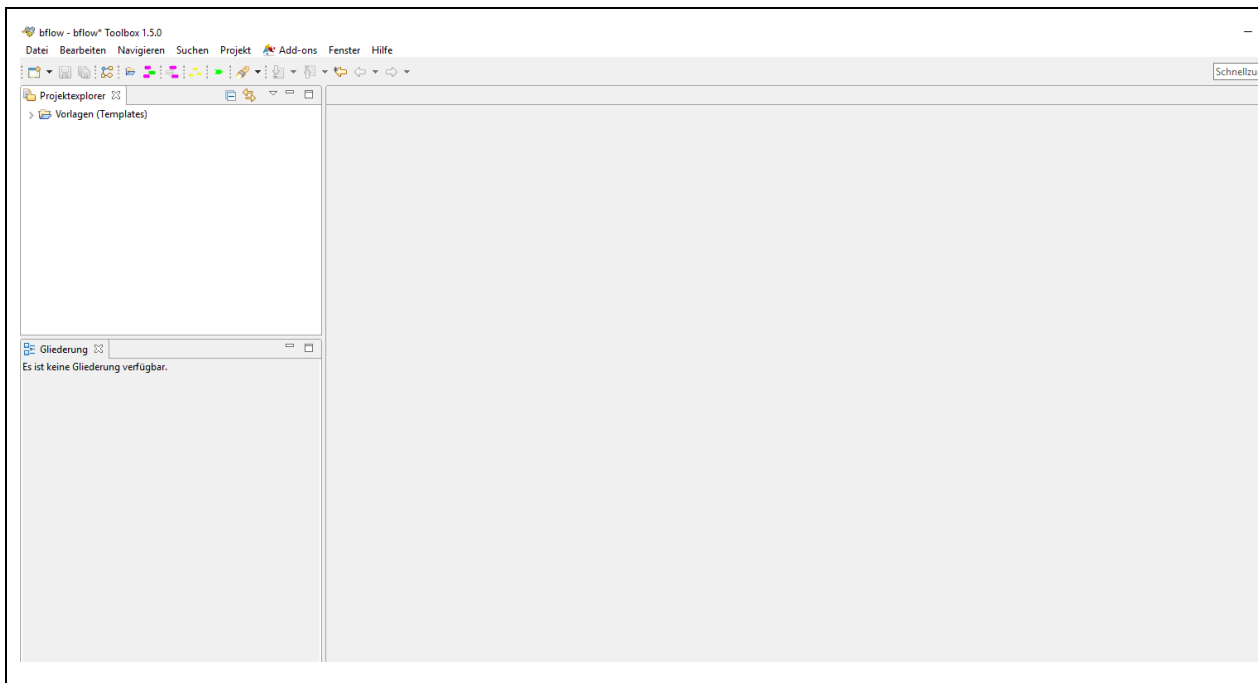 bflow - bflow* Toolbox 1.5.0
Datei Bearbeiten Navigieren Suchen Projekt Add-ons Fenster Hilfe
Schnellzu
Projektexplorer
Vorlagen (Templates)
Gliederung
Es ist keine Gliederung verfügbar.